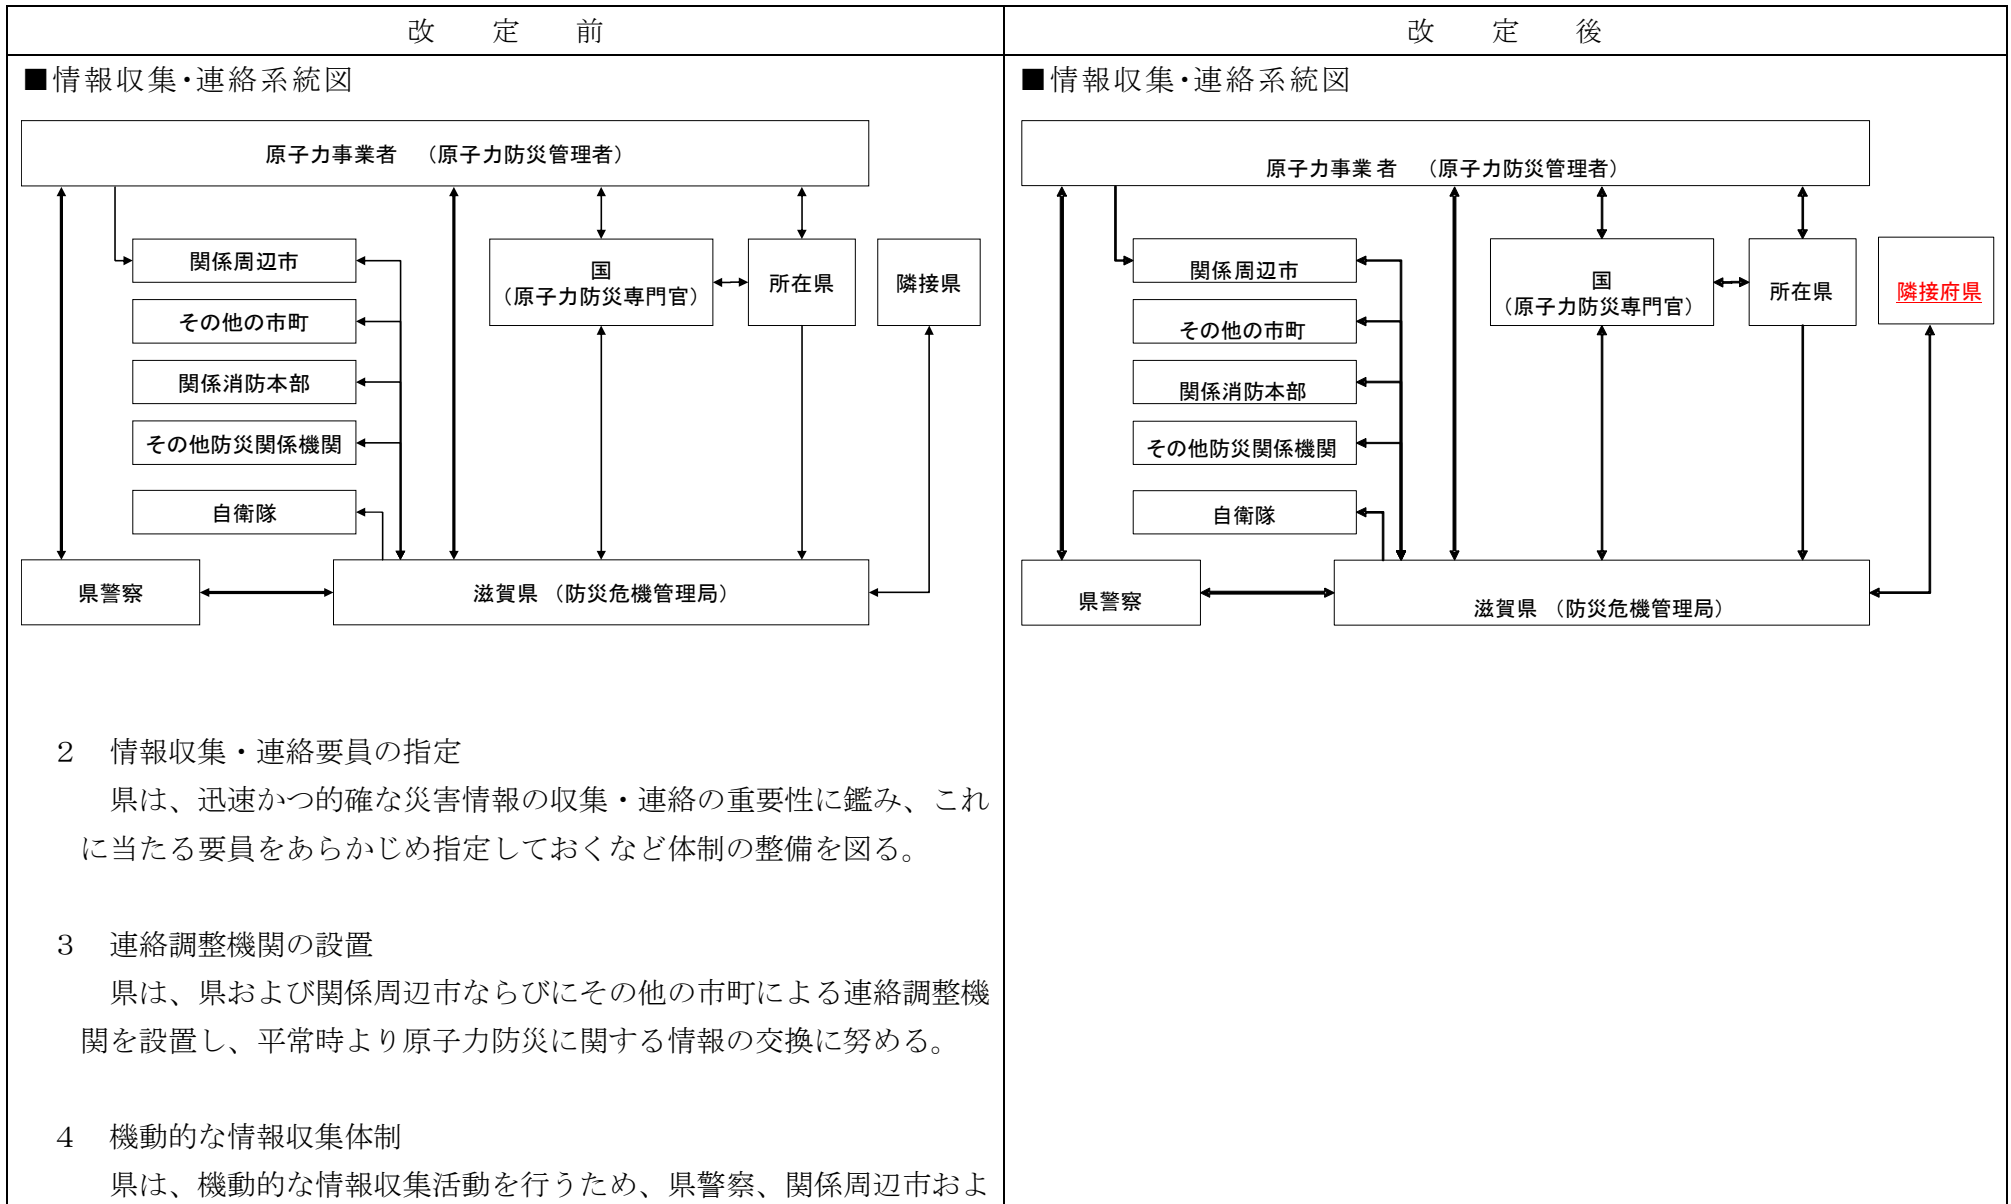 改　定　前
■情報収集・連絡系統図
原子力事業者　（原子力防災管理者）
関係周辺市
国
（原子力防災専門官）
所在県
隣接県
その他の市町
関係消防本部
その他防災関係機関
自衛隊
県警察
滋賀県 （防災危機管理局）
２　情報収集・連絡要員の指定
県は、迅速かつ的確な災害情報の収集・連絡の重要性に鑑み、これ
に当たる要員をあらかじめ指定しておくなど体制の整備を図る。
３　連絡調整機関の設置
県は、県および関係周辺市ならびにその他の市町による連絡調整機
関を設置し、平常時より原子力防災に関する情報の交換に努める。
４　機動的な情報収集体制
県は、機動的な情報収集活動を行うため、県警察、関係周辺市およ
改　定　後
■情報収集・連絡系統図
原子力事業者　（原子力防災管理者）
関係周辺市
国
（原子力防災専門官）
所在県
隣接府県
その他の市町
関係消防本部
その他防災関係機関
自衛隊
県警察
滋賀県 （防災危機管理局）